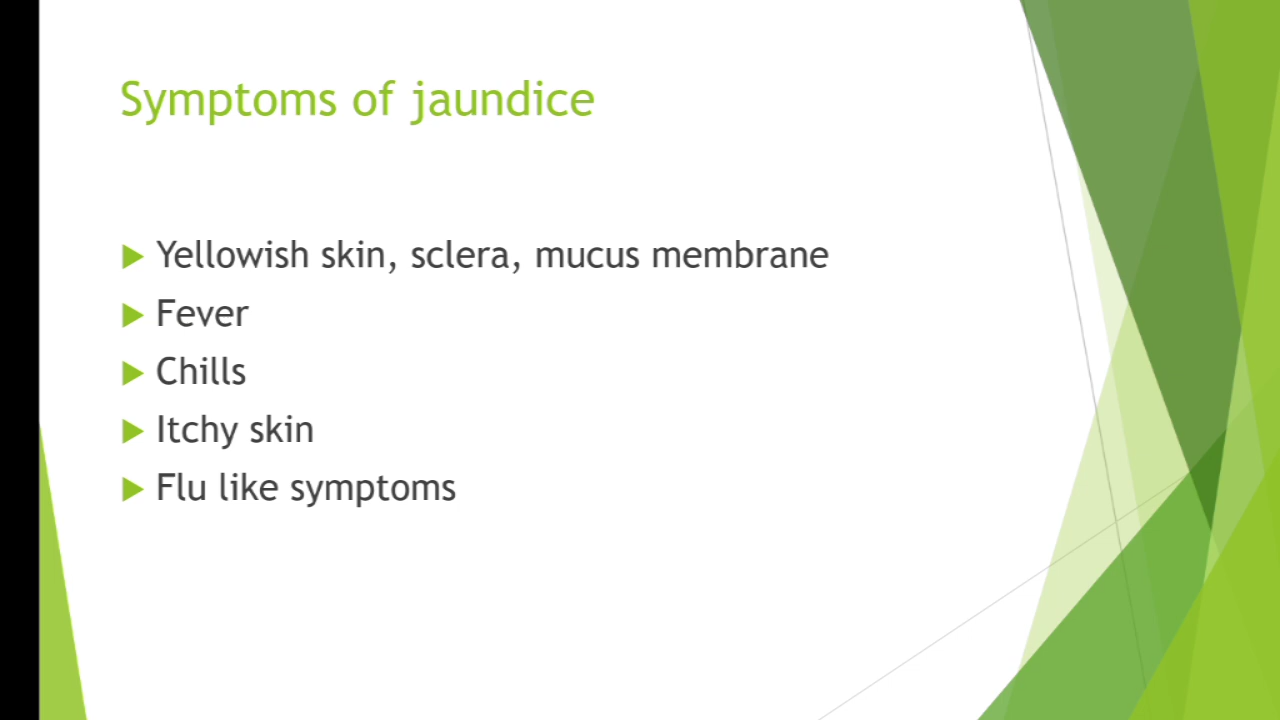 Symptoms of jaundice
Yellowish skin, sclera, mucus membrane
Fever
Chills
Itchy skin
Flu like symptoms